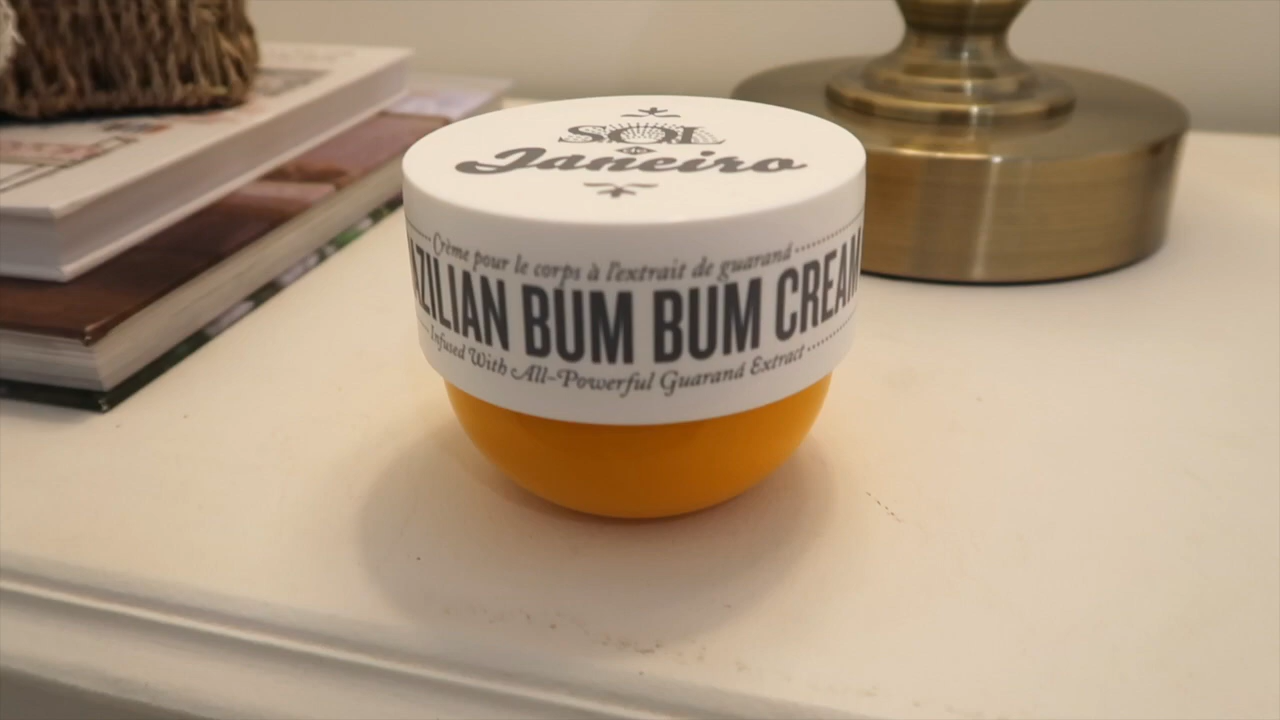 SOL
DE
Janeiro
Crème pour le corps à l'extrait de guaraná
AZILIAN BUM BUM CREAM
Infused With All-Powerful Guaraná Extract